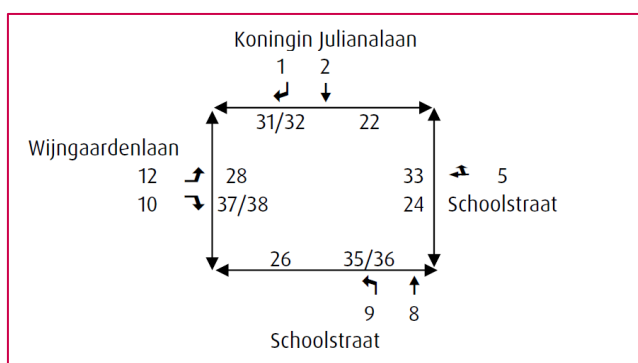 Koningin Julianalaan
1 2
31/32 22
Wijngaardenlaan
12 28 33 5
10 37/38 24 Schoolstraat
26 35/36
9 8
Schoolstraat